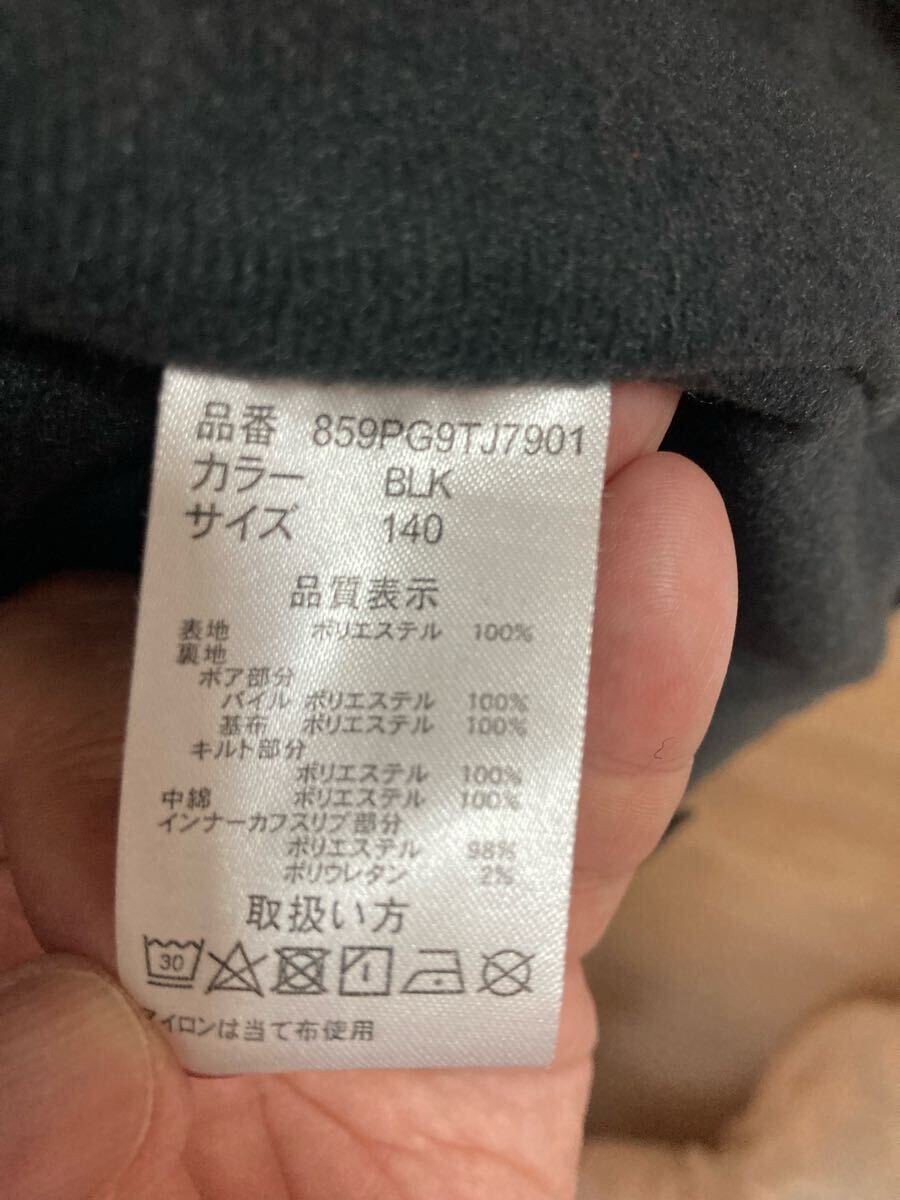 品番 859PG9TJ7901
カラー BLK
サイズ 140
品質表示
表地 ポリエステル 100%
裏地
ボア部分
パイル ポリエステル 100%
基布 ポリエステル 100%
キルト部分
ポリエステル 100%
中綿 ポリエステル 100%
インナーカフスリブ部分
ポリエステル 98%
ポリウレタン 2%
取扱い方
30
アイロンは当て布使用